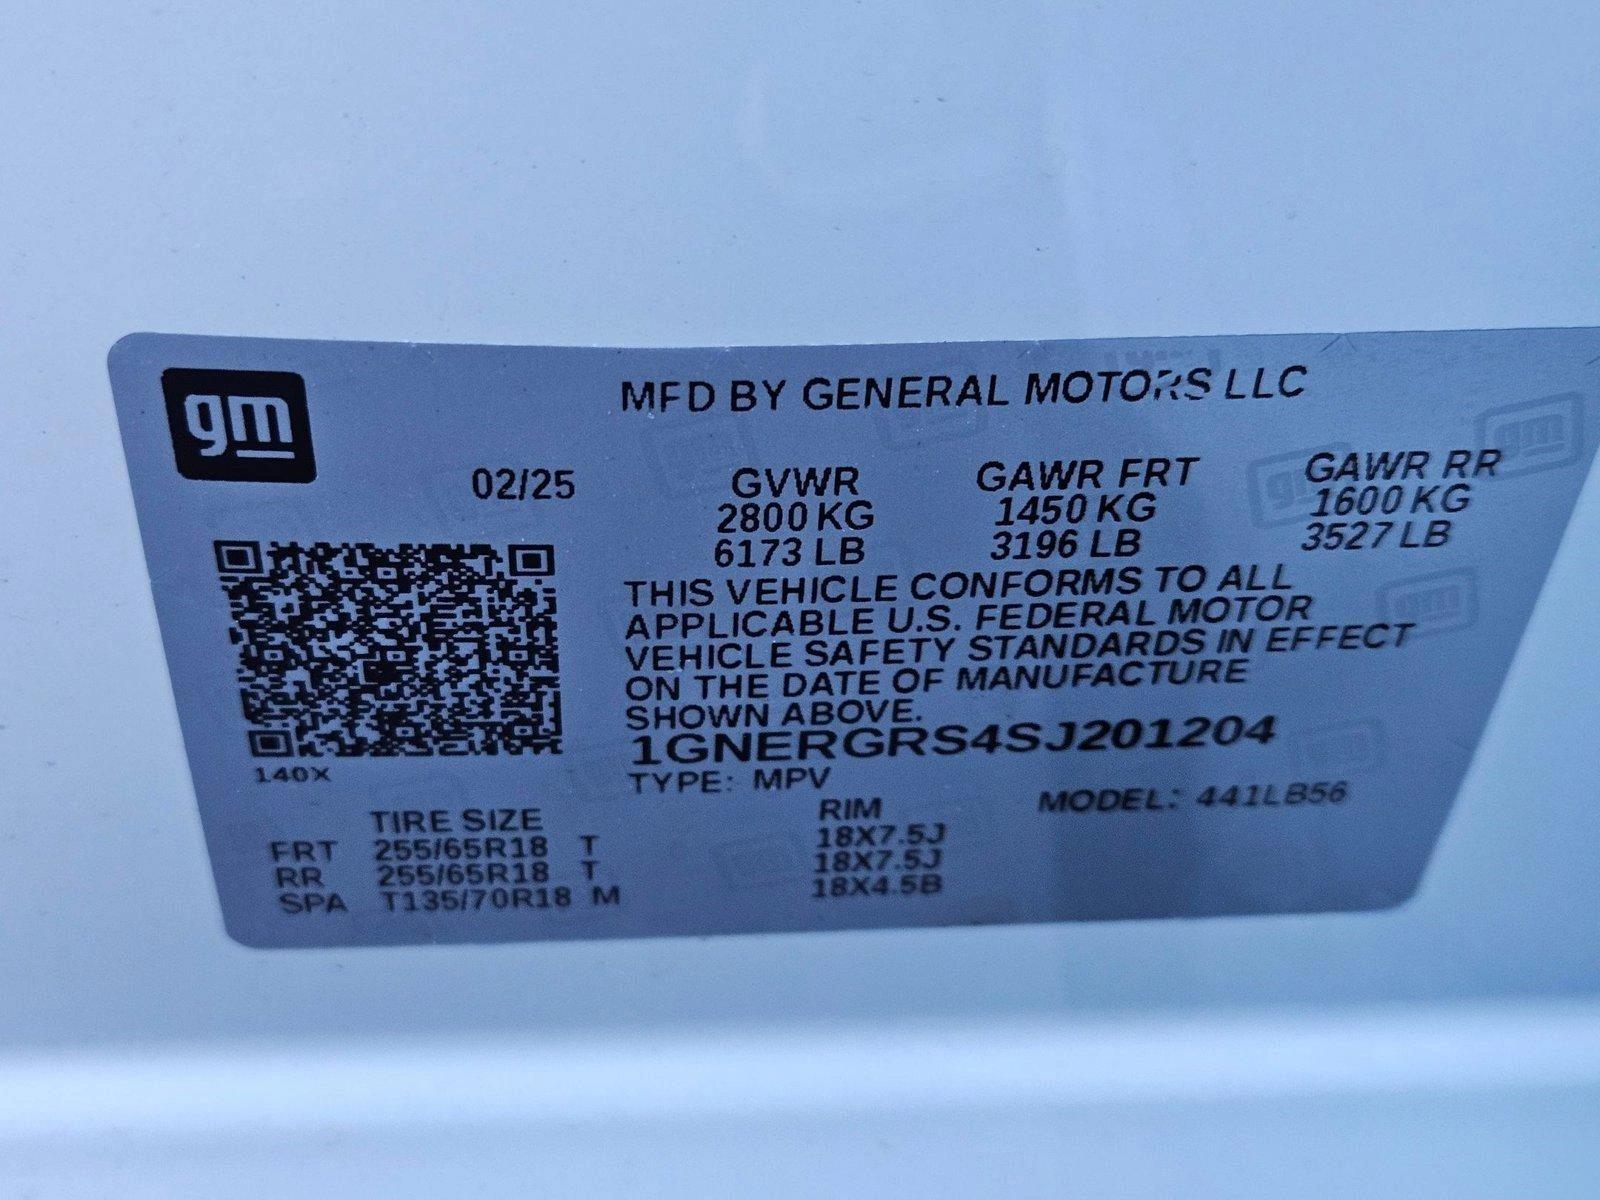 gm
MFD BY GENERAL MOTORS LLC
02/25 GVWR GAWR FRT GAWR RR
2800 KG 1450 KG 1600 KG
6173 LB 3196 LB 3527 LB
THIS VEHICLE CONFORMS TO ALL
APPLICABLE U.S. FEDERAL MOTOR
VEHICLE SAFETY STANDARDS IN EFFECT
ON THE DATE OF MANUFACTURE
SHOWN ABOVE.
1GNERGRS4SJ201204
140X
TYPE: MPV MODEL: 441LB56
TIRE SIZE RIM
FRT 255/65R18 T 18X7.5J
RR 255/65R18 T 18X7.5J
SPA T135/70R18 M 18X4.5B